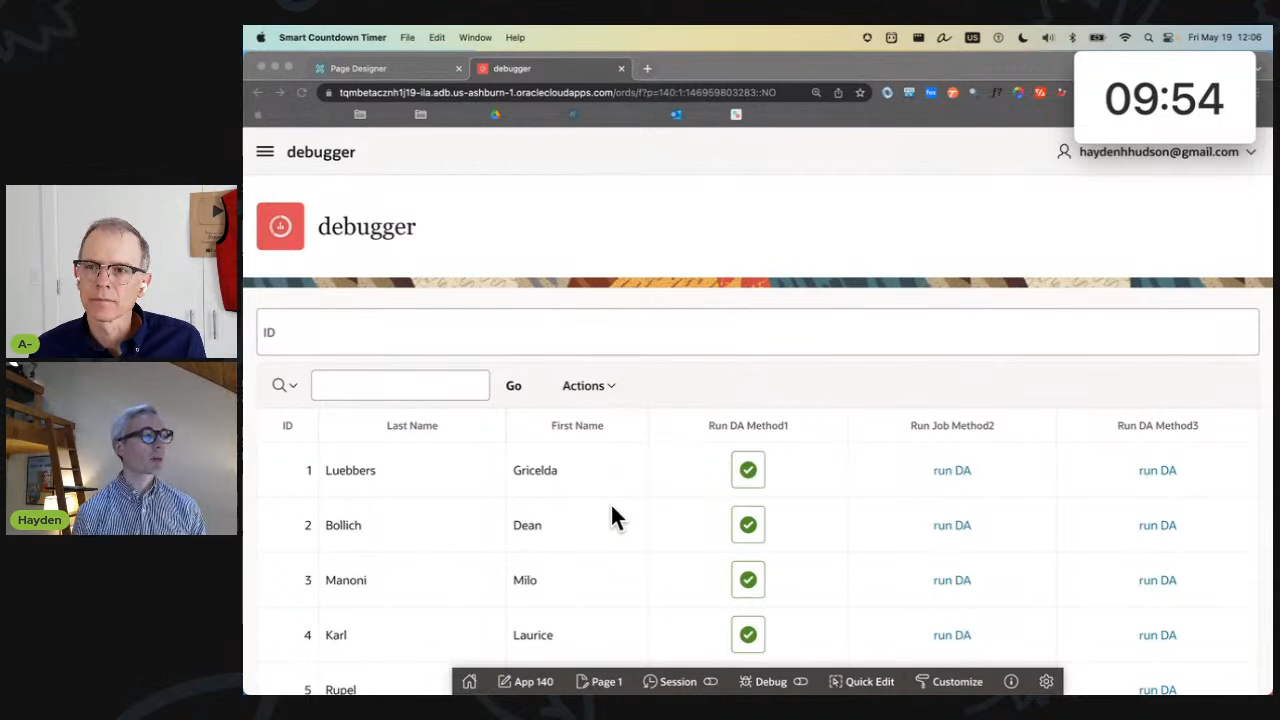 Smart Countdown Timer File Edit Window Help
US
Fri May 19 12:06
Page Designer
debugger
tqmbetacznh1j19-ila.adb.us-ashburn-1.oraclecloudapps.com/ords/f?p=140:1:146959803283::NO
09:54
debugger
haydenhhudson@gmail.com
debugger
ID
Go
Actions
ID Last Name First Name Run DA Method1 Run Job Method2 Run DA Method3
1 Luebbers Gricelda run DA run DA
2 Bollich Dean run DA run DA
3 Manoni Milo run DA run DA
4 Karl Laurice run DA run DA
5 Rupel run DA
App 140 Page 1 Session Debug Quick Edit Customize
A-
Hayden